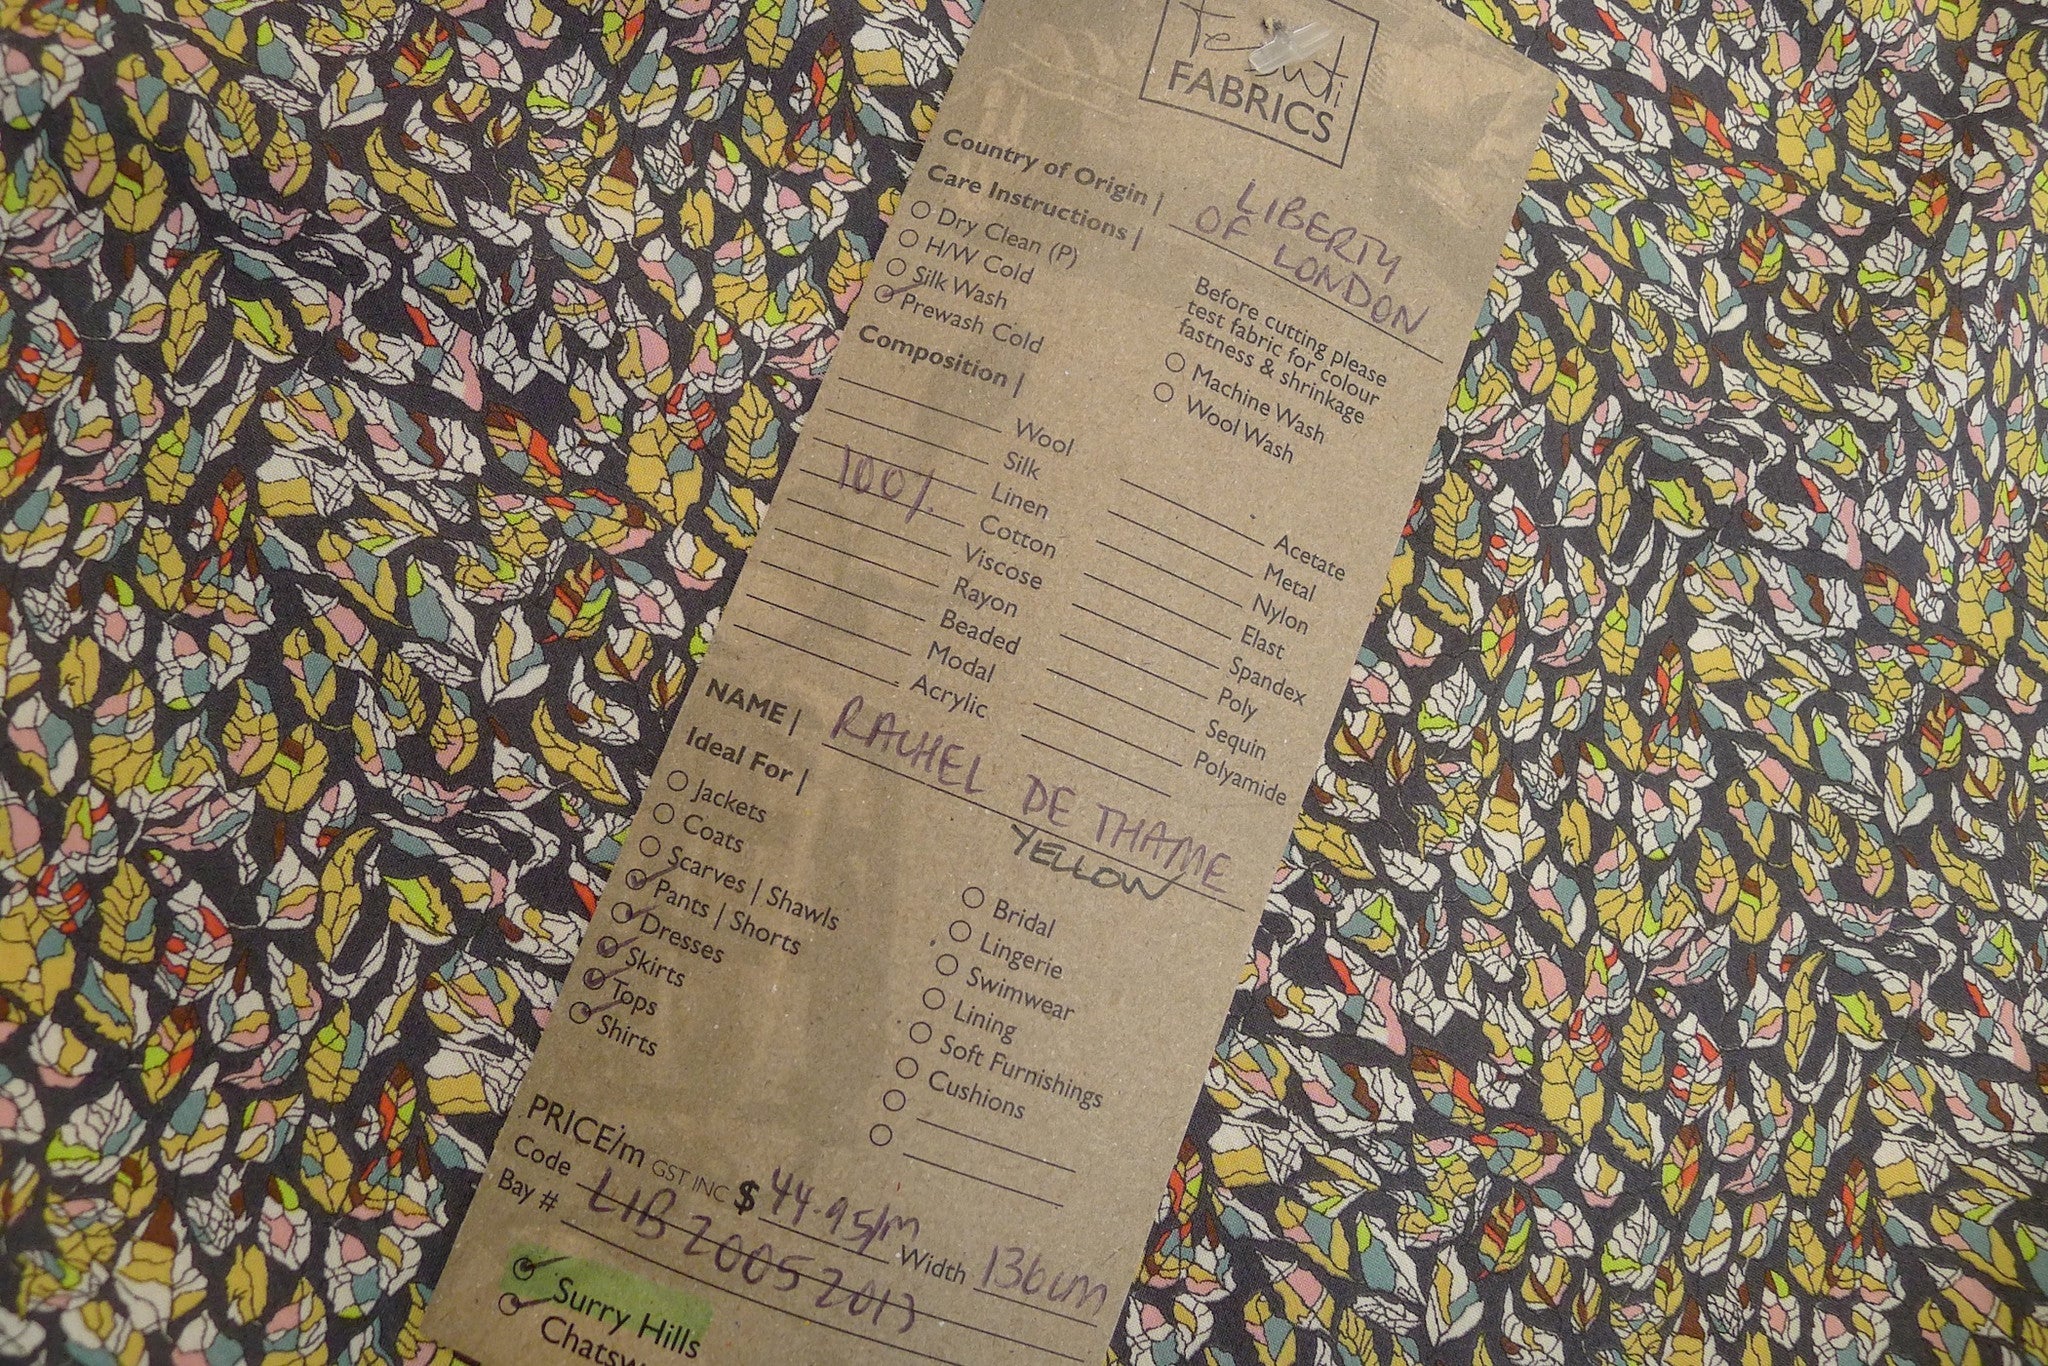 Tessuti
FABRICS
Country of Origin | LIBERTY
OF LONDON
Care Instructions |
Dry Clean (P)
H/W Cold
Silk Wash
Prewash Cold
Before cutting please
test fabric for colour
fastness & shrinkage
Machine Wash
Wool Wash
Composition |
Wool
Silk
Linen
100% Cotton
Viscose
Rayon
Beaded
Modal
Acrylic
Acetate
Metal
Nylon
Elast
Spandex
Poly
Sequin
Polyamide
NAME | RACHEL DE THAME
YELLOW
Ideal For |
Jackets
Coats
Scarves | Shawls
Pants | Shorts
Dresses
Skirts
Tops
Shirts
Bridal
Lingerie
Swimwear
Lining
Soft Furnishings
Cushions
PRICE/m GST INC $ 44.95/m Width 136cm
Code LIB 20052013
Bay #
Surry Hills